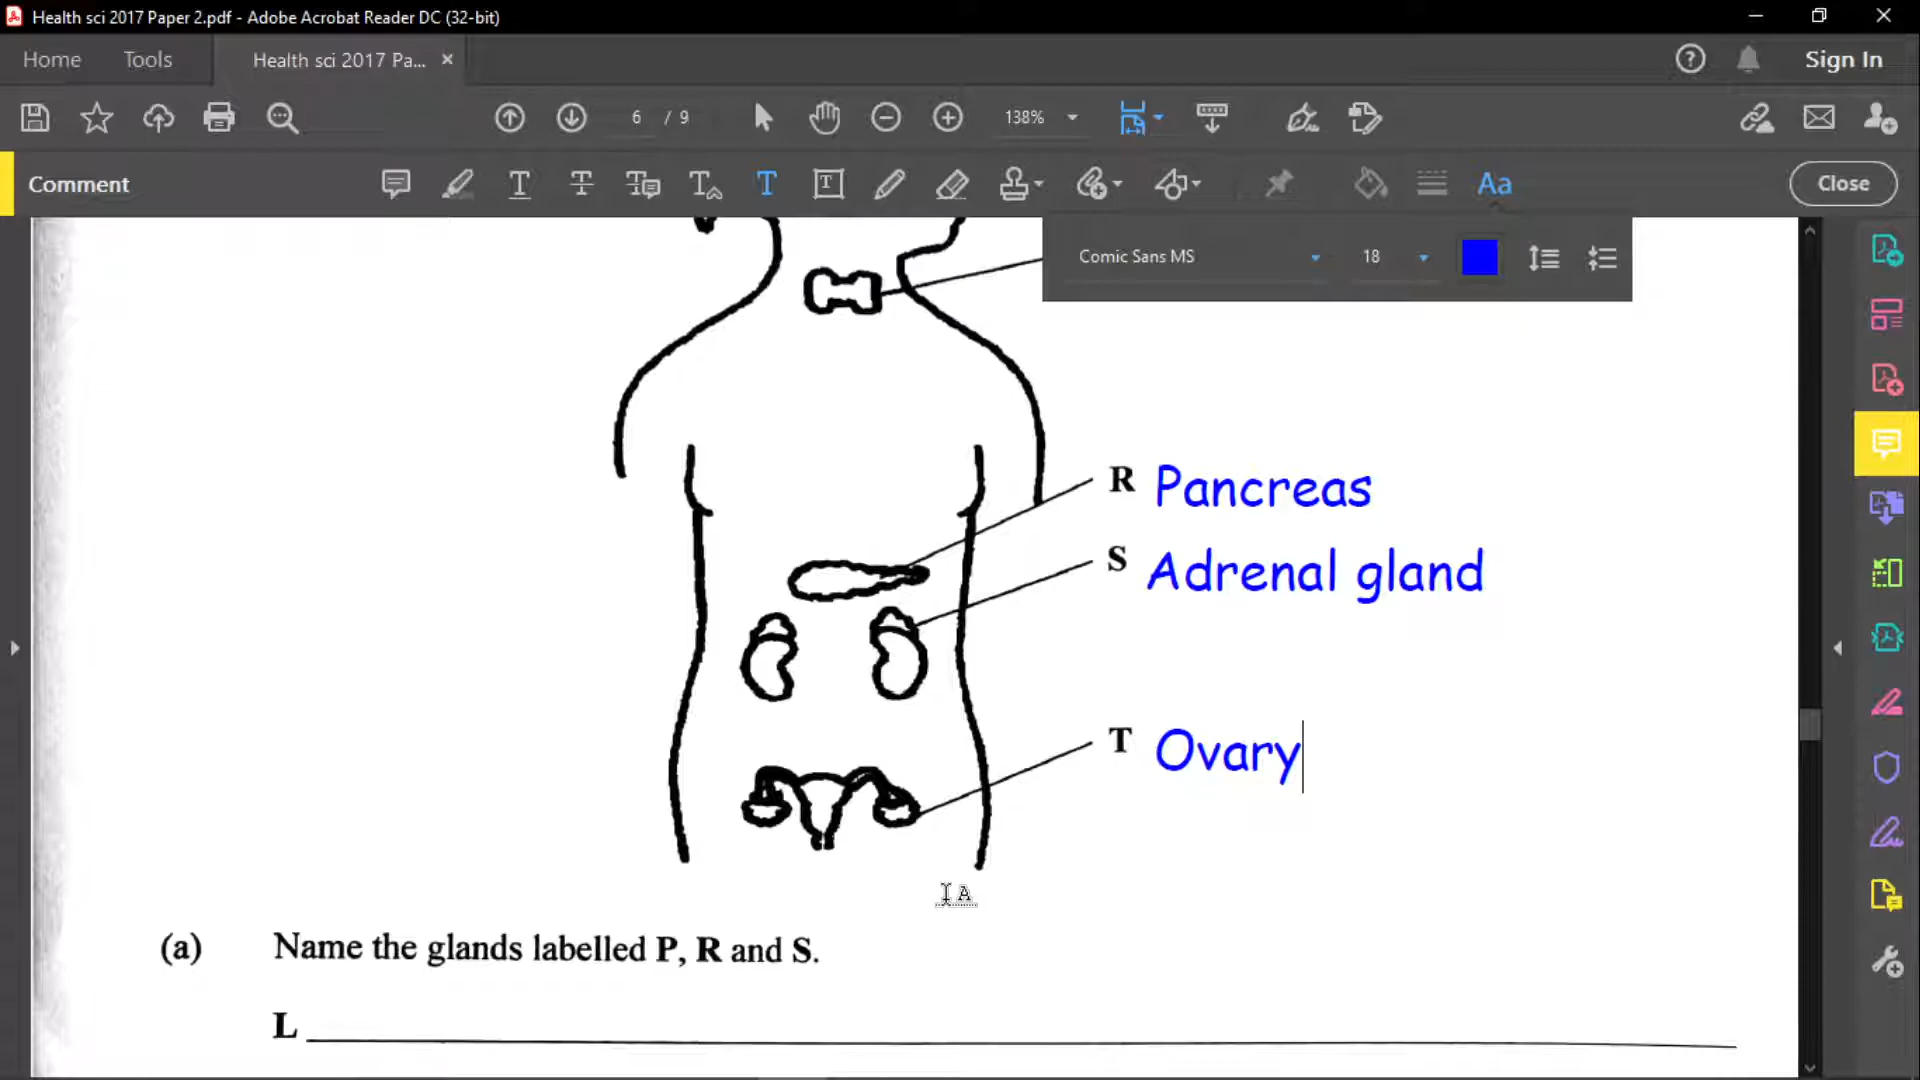 Health sci 2017 Paper 2.pdf - Adobe Acrobat Reader DC (32-bit)
Home Tools Health sci 2017 Pa... Sign In
6 / 9 138%
Comment T T T T T T Aa Close
Comic Sans MS 18
R Pancreas
S Adrenal gland
T Ovary
A
(a) Name the glands labelled P, R and S.
L